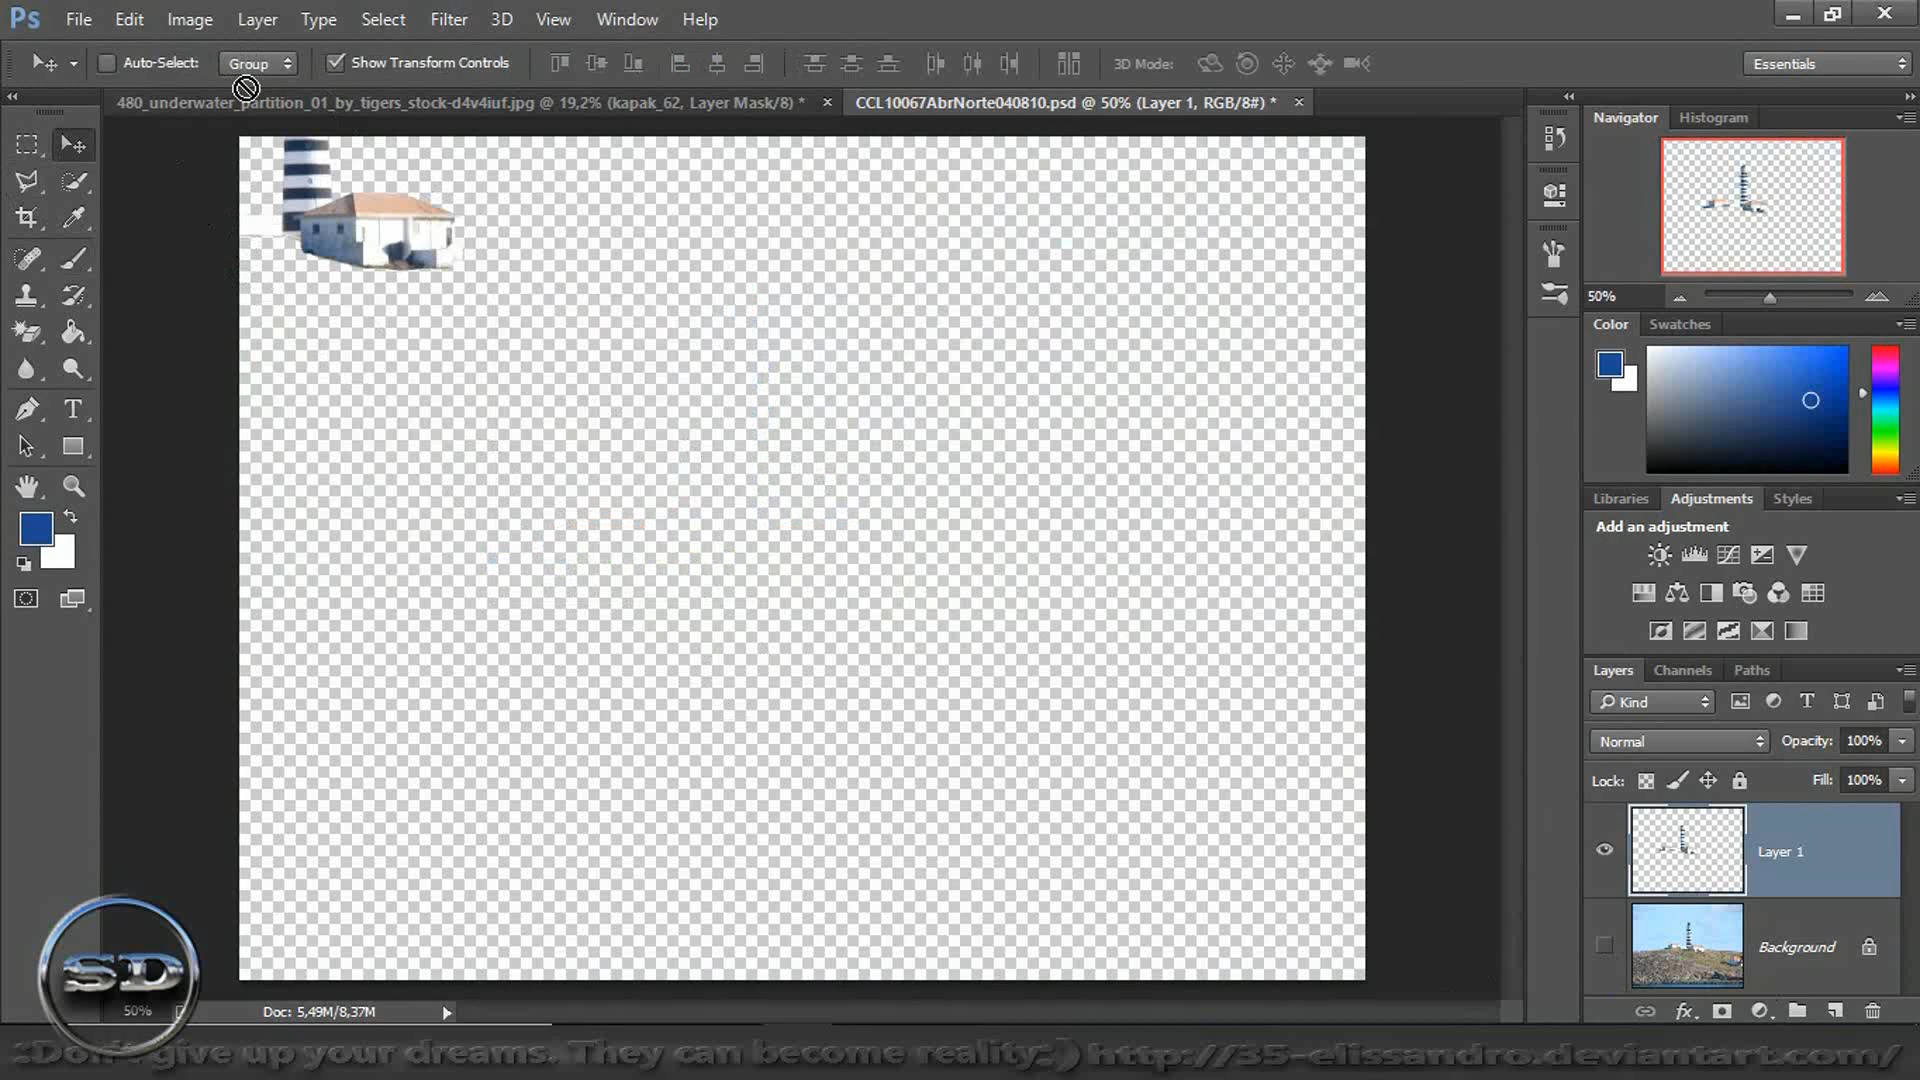 Ps File Edit Image Layer Type Select Filter 3D View Window Help
Auto-Select: Group Show Transform Controls 3D Mode: Essentials
480_underwater_partition_01_by_tigers_stock-d4v4iuf.jpg @ 19,2% (kapak_62, Layer Mask/8) * CCL10067AbrNorte040810.psd @ 50% (Layer 1, RGB/8#) *
Navigator Histogram
50%
Color Swatches
Libraries Adjustments Styles
Add an adjustment
Layers Channels Paths
Kind
Normal Opacity: 100%
Lock: Fill: 100%
Layer 1
Background
SD
50% Doc: 5,49M/8,37M
:Don't give up your dreams. They can become reality:) http://35-elissandro.deviantart.com/